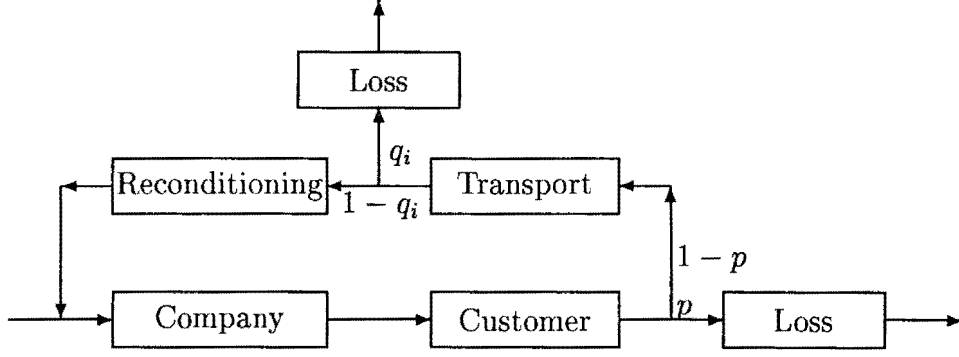 Loss
$q_i$
Reconditioning
Transport
$1 - q_i$
$1 - p$
Company
Customer
$p$
Loss